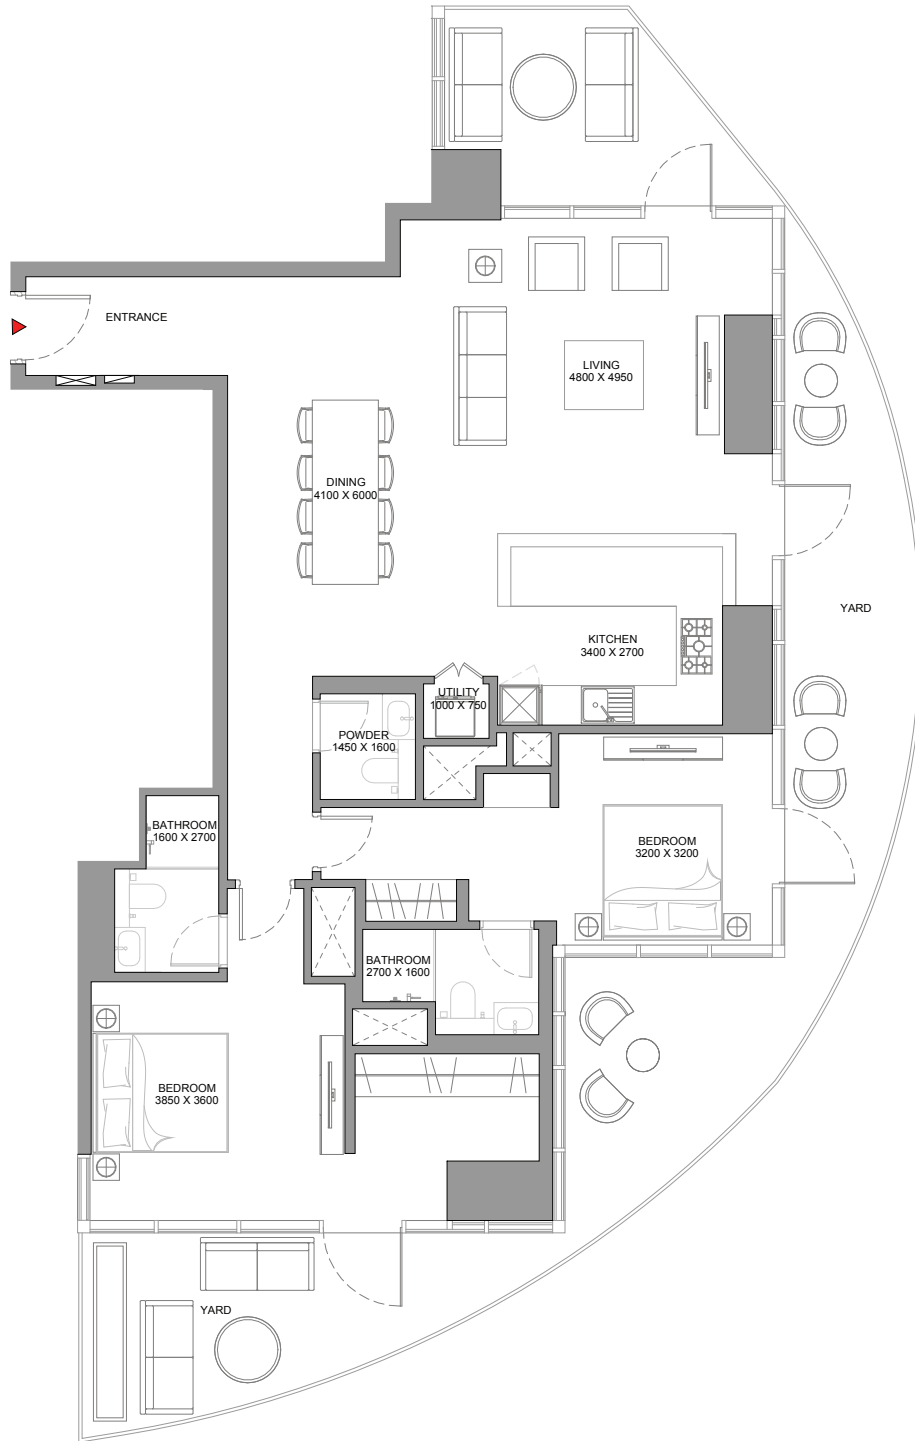 ENTRANCE
LIVING
4800 X 4950
DINING
4100 X 6000
YARD
KITCHEN
3400 X 2700
UTILITY
1000 X 750
POWDER
1450 X 1600
BATHROOM
1600 X 2700
BEDROOM
3200 X 3200
BATHROOM
2700 X 1600
BEDROOM
3850 X 3600
YARD